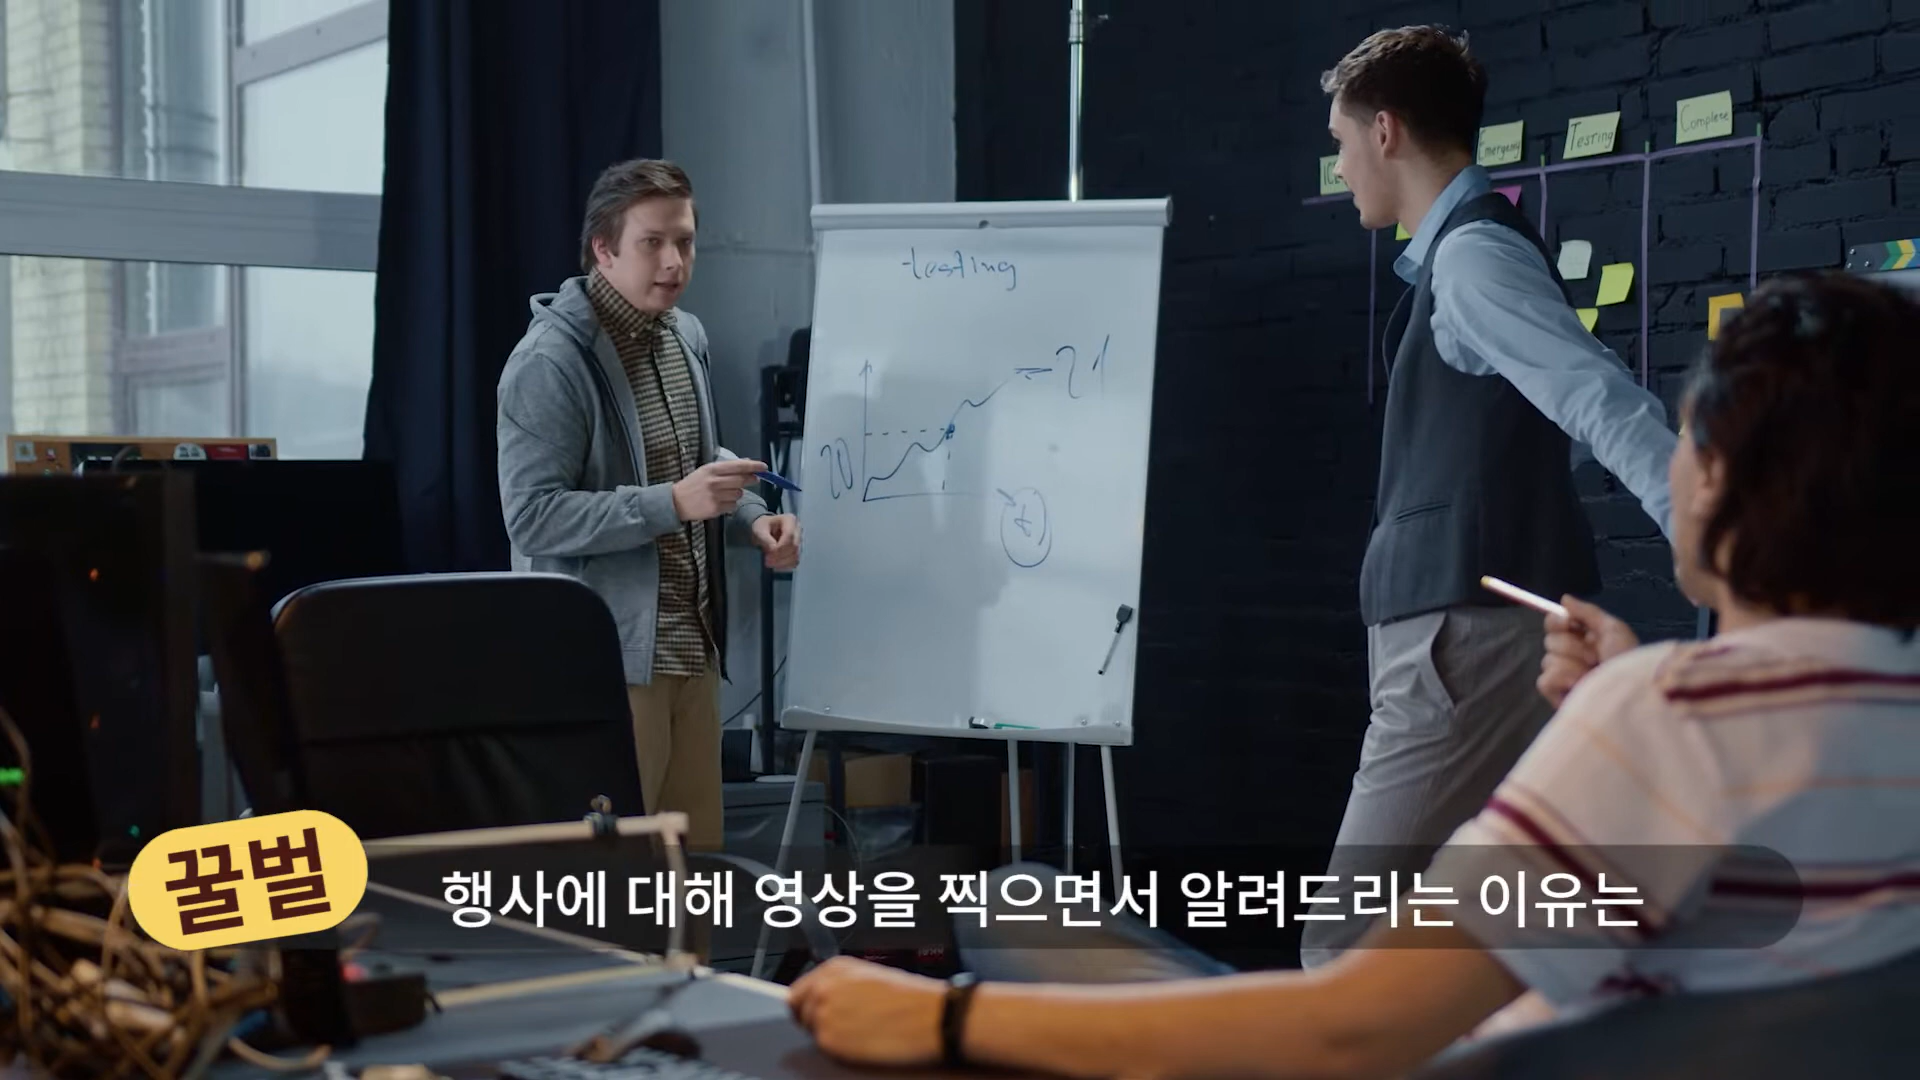 Complete
Testing
Emergency
testing
20
꿀벌
행사에 대해 영상을 찍으면서 알려드리는 이유는